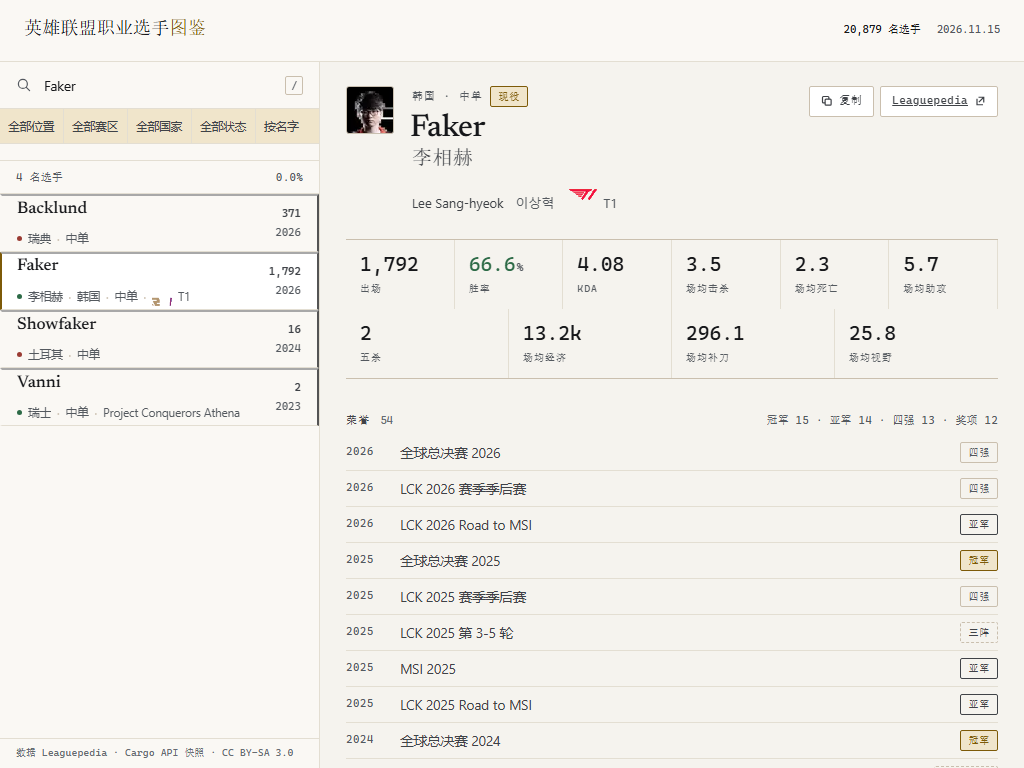 英雄联盟职业选手图鉴
20,879 名选手 2026.11.15
Faker /
全部位置 全部赛区 全部国家 全部状态 按名字
4 名选手 0.0%
Backlund 371
瑞典 · 中单 2026
Faker 1,792
李相赫 · 韩国 · 中单 · T1 2026
Showfaker 16
土耳其 · 中单 2024
Vanni 2
瑞士 · 中单 · Project Conquerors Athena 2023
数据 Leaguepedia · Cargo API 快照 · CC BY-SA 3.0
韩国 · 中单 现役
Faker
李相赫
Lee Sang-hyeok 이상혁 T1
复制 Leaguepedia
1,792 66.6% 4.08 3.5 2.3 5.7
出场 胜率 KDA 场均击杀 场均死亡 场均助攻
2 13.2k 296.1 25.8
五杀 场均经济 场均补刀 场均视野
荣誉 54 冠军 15 · 亚军 14 · 四强 13 · 奖项 12
2026 全球总决赛 2026 四强
2026 LCK 2026 赛季季后赛 四强
2026 LCK 2026 Road to MSI 亚军
2025 全球总决赛 2025 冠军
2025 LCK 2025 赛季季后赛 四强
2025 LCK 2025 第 3-5 轮 三阵
2025 MSI 2025 亚军
2025 LCK 2025 Road to MSI 亚军
2024 全球总决赛 2024 冠军